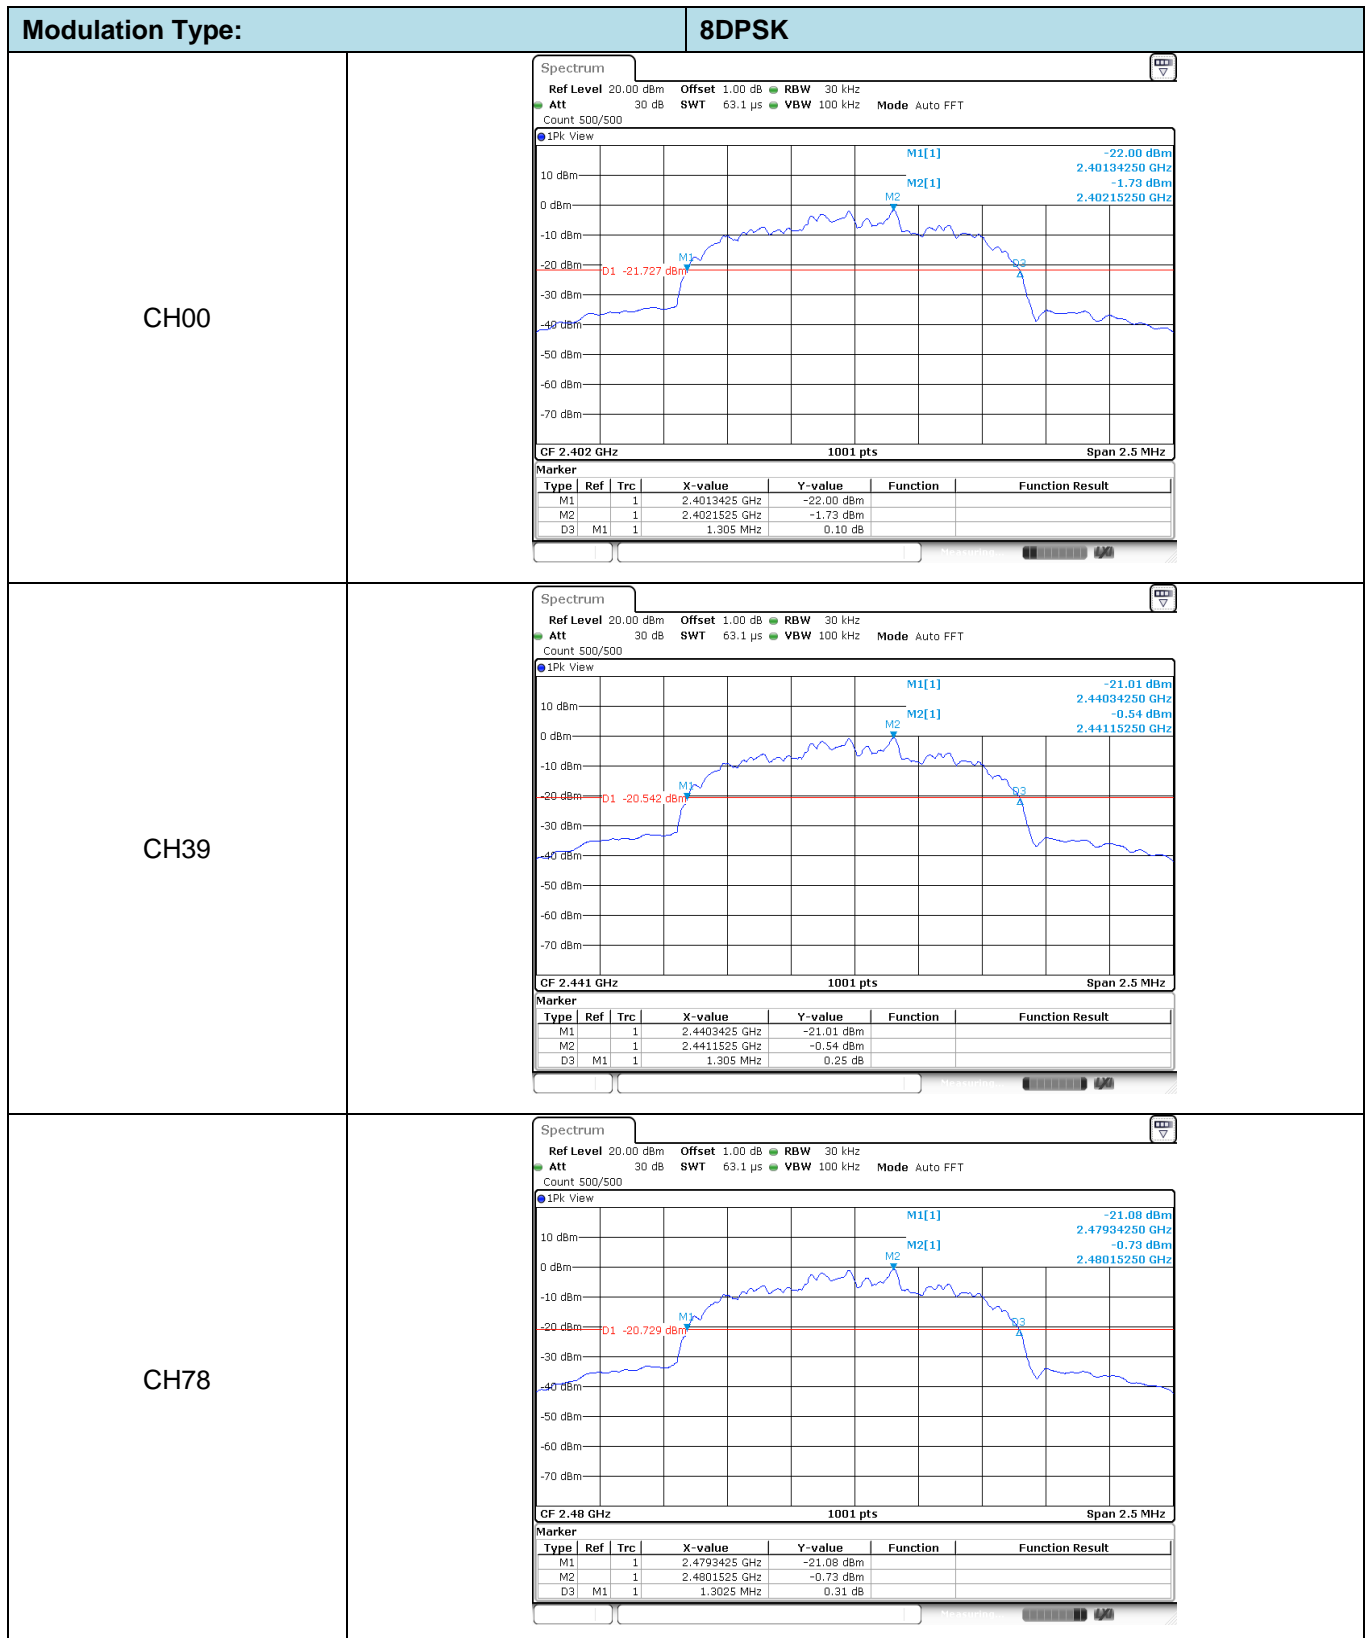 Modulation Type: 8DPSK
CH00
Spectrum
Ref Level 20.00 dBm Offset 1.00 dB RBW 30 kHz
Att 30 dB SWT 63.1 µs VBW 100 kHz Mode Auto FFT
Count 500/500
1Pk View
M1[1] -22.00 dBm
2.40134250 GHz
10 dBm
M2[1] -1.73 dBm
M2 2.40215250 GHz
0 dBm
-10 dBm
M1
-20 dBm D3
D1 -21.727 dBm
-30 dBm
-40 dBm
-50 dBm
-60 dBm
-70 dBm
CF 2.402 GHz 1001 pts Span 2.5 MHz
Marker
Type Ref Trc X-value Y-value Function Function Result
M1 1 2.4013425 GHz -22.00 dBm
M2 1 2.4021525 GHz -1.73 dBm
D3 M1 1 1.305 MHz 0.10 dB
Measuring...
CH39
Spectrum
Ref Level 20.00 dBm Offset 1.00 dB RBW 30 kHz
Att 30 dB SWT 63.1 µs VBW 100 kHz Mode Auto FFT
Count 500/500
1Pk View
M1[1] -21.01 dBm
2.44034250 GHz
10 dBm
M2[1] -0.54 dBm
M2 2.44115250 GHz
0 dBm
-10 dBm
M1 D3
-20 dBm D1 -20.542 dBm
-30 dBm
-40 dBm
-50 dBm
-60 dBm
-70 dBm
CF 2.441 GHz 1001 pts Span 2.5 MHz
Marker
Type Ref Trc X-value Y-value Function Function Result
M1 1 2.4403425 GHz -21.01 dBm
M2 1 2.4411525 GHz -0.54 dBm
D3 M1 1 1.305 MHz 0.25 dB
Measuring...
CH78
Spectrum
Ref Level 20.00 dBm Offset 1.00 dB RBW 30 kHz
Att 30 dB SWT 63.1 µs VBW 100 kHz Mode Auto FFT
Count 500/500
1Pk View
M1[1] -21.08 dBm
2.47934250 GHz
10 dBm
M2[1] -0.73 dBm
M2 2.48015250 GHz
0 dBm
-10 dBm
M1 D3
-20 dBm D1 -20.729 dBm
-30 dBm
-40 dBm
-50 dBm
-60 dBm
-70 dBm
CF 2.48 GHz 1001 pts Span 2.5 MHz
Marker
Type Ref Trc X-value Y-value Function Function Result
M1 1 2.4793425 GHz -21.08 dBm
M2 1 2.4801525 GHz -0.73 dBm
D3 M1 1 1.3025 MHz 0.31 dB
Measuring...